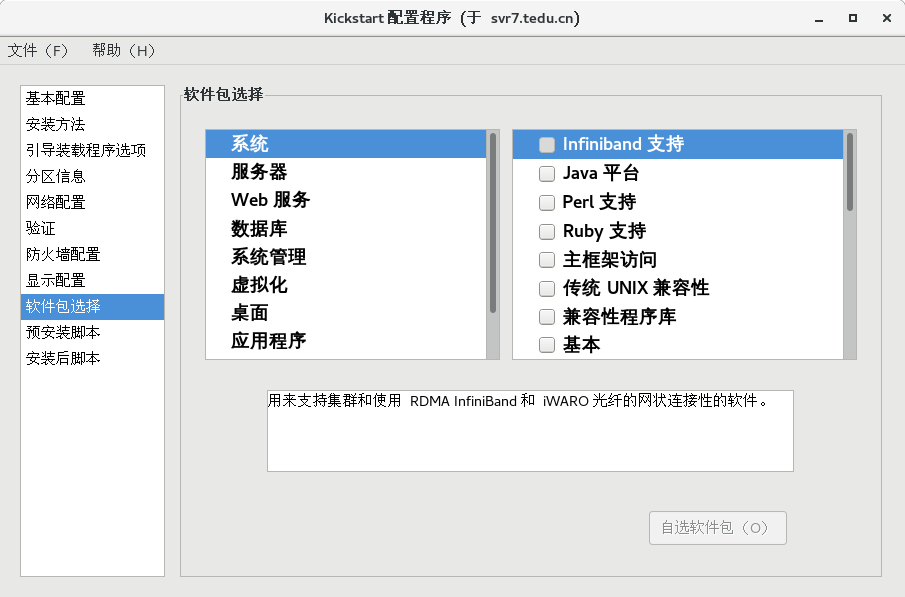 Kickstart 配置程序（于 svr7.tedu.cn）
文件（F） 帮助（H）
基本配置
安装方法
引导装载程序选项
分区信息
网络配置
验证
防火墙配置
显示配置
软件包选择
预安装脚本
安装后脚本
软件包选择
系统
服务器
Web 服务
数据库
系统管理
虚拟化
桌面
应用程序
Infiniband 支持
Java 平台
Perl 支持
Ruby 支持
主框架访问
传统 UNIX 兼容性
兼容性程序库
基本
用来支持集群和使用 RDMA InfiniBand 和 iWARO 光纤的网状连接性的软件。
自选软件包（O）